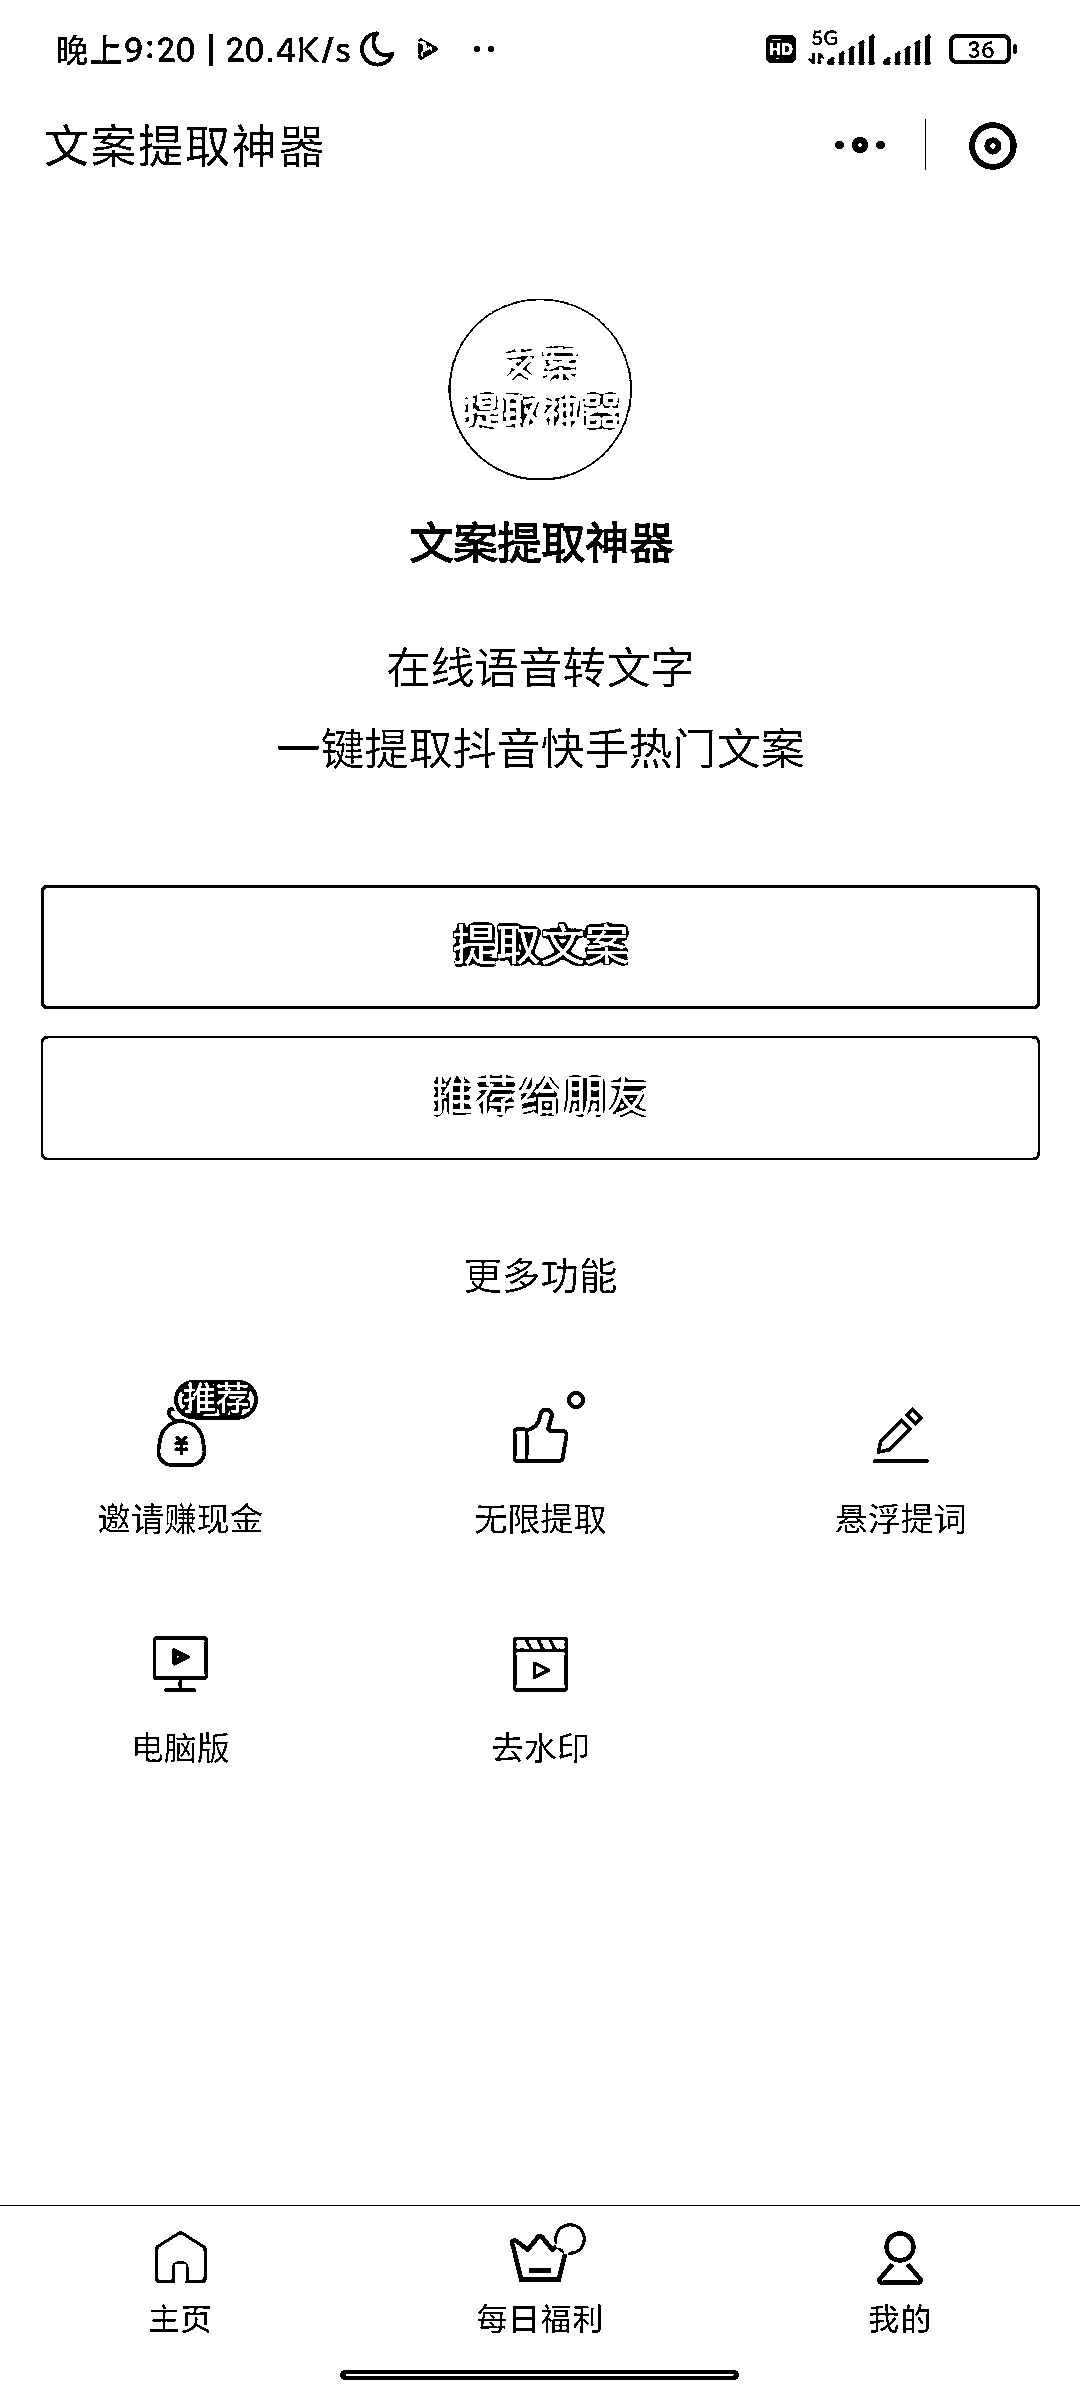 晚上9:20 | 20.4K/s
HD 5G 36
文案提取神器
文案
提取神器
文案提取神器
在线语音转文字
一键提取抖音快手热门文案
提取文案
推荐给朋友
更多功能
推荐
邀请赚现金 无限提取 悬浮提词
电脑版 去水印
主页 每日福利 我的